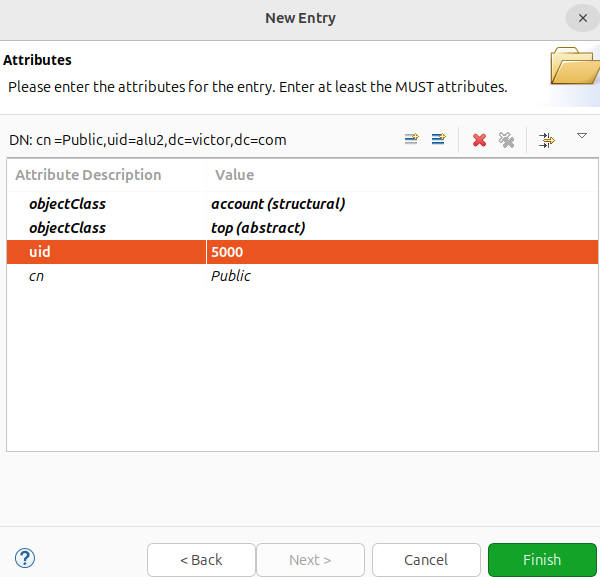 New Entry
Attributes
Please enter the attributes for the entry. Enter at least the MUST attributes.
DN: cn =Public,uid=alu2,dc=victor,dc=com
Attribute Description Value
objectClass account (structural)
objectClass top (abstract)
uid 5000
cn Public
< Back Next > Cancel Finish